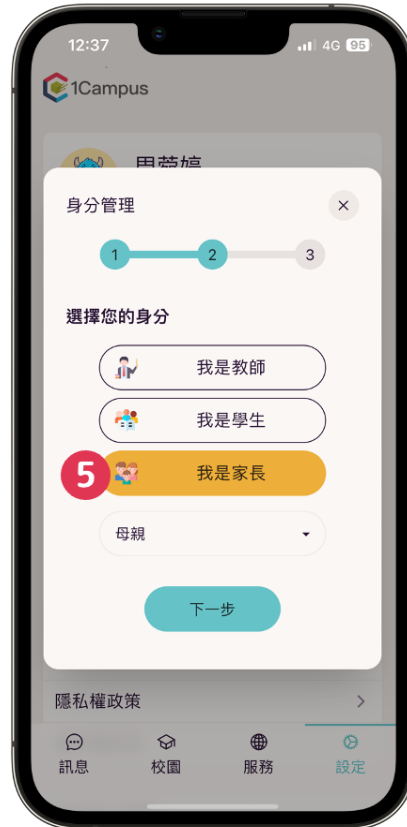 12:37
4G 95
1Campus
身分管理
×
1 2 3
選擇您的身分
我是教師
我是學生
5
我是家長
母親
下一步
隱私權政策
訊息 校園 服務 設定